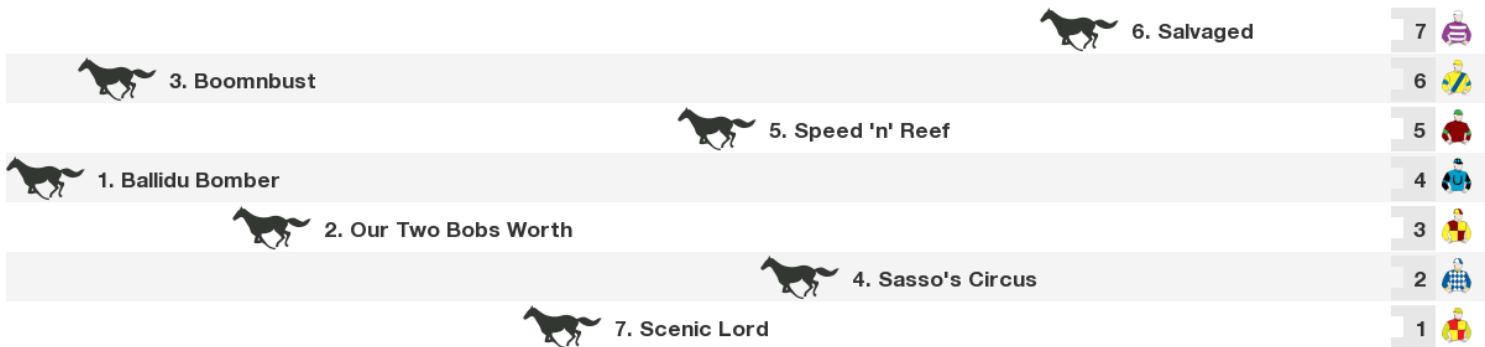 6. Salvaged 7
3. Boomnbust 6
5. Speed 'n' Reef 5
1. Ballidu Bomber 4
2. Our Two Bobs Worth 3
4. Sasso's Circus 2
7. Scenic Lord 1